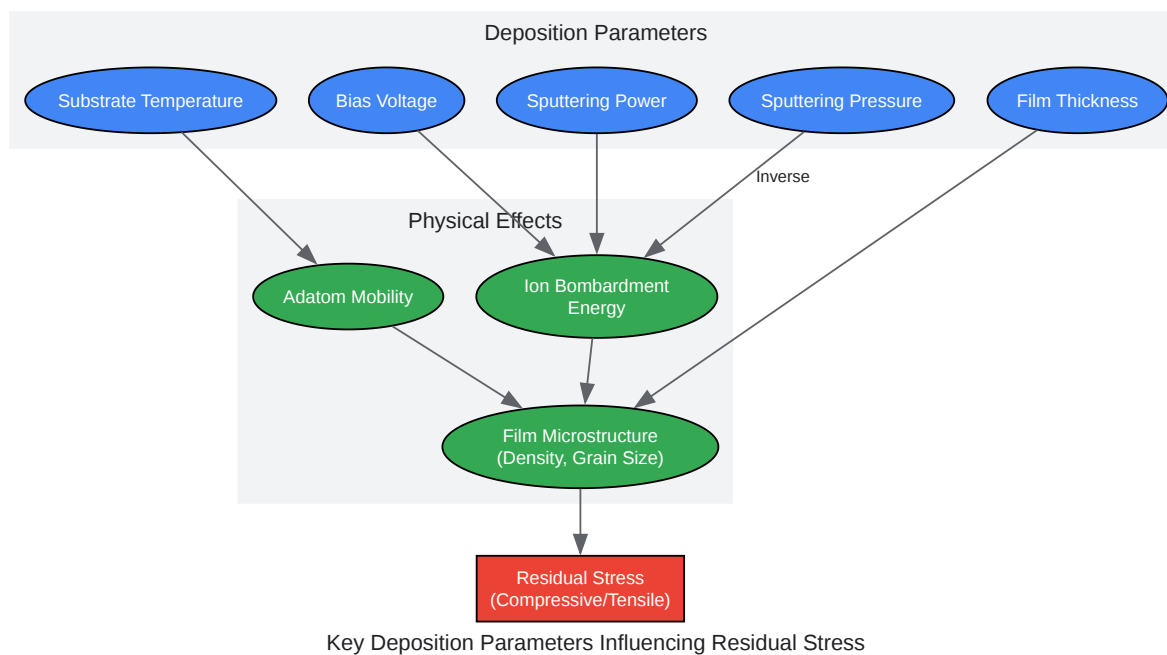 Deposition Parameters
Substrate Temperature
Bias Voltage
Sputtering Power
Sputtering Pressure
Film Thickness
Inverse
Physical Effects
Adatom Mobility
Ion Bombardment
Energy
Film Microstructure
(Density, Grain Size)
Residual Stress
(Compressive/Tensile)
Key Deposition Parameters Influencing Residual Stress